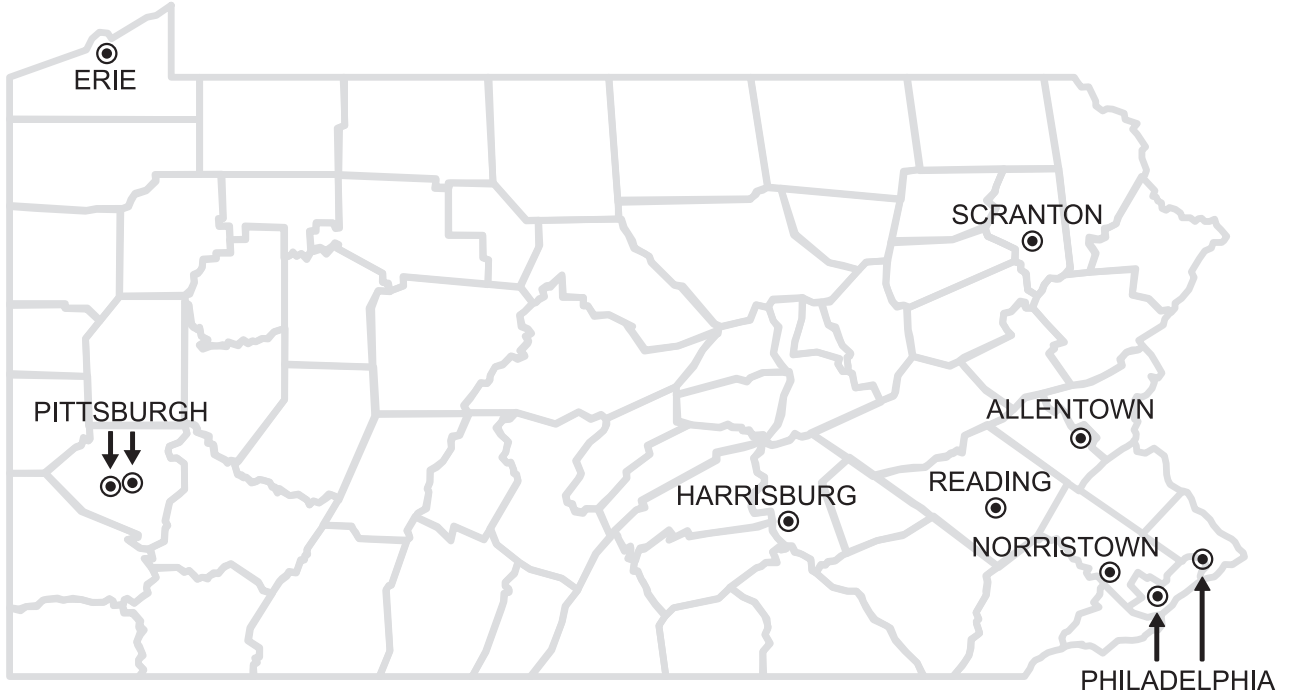 ERIE
SCRANTON
PITTSBURGH
ALLENTOWN
READING
HARRISBURG
NORRISTOWN
PHILADELPHIA